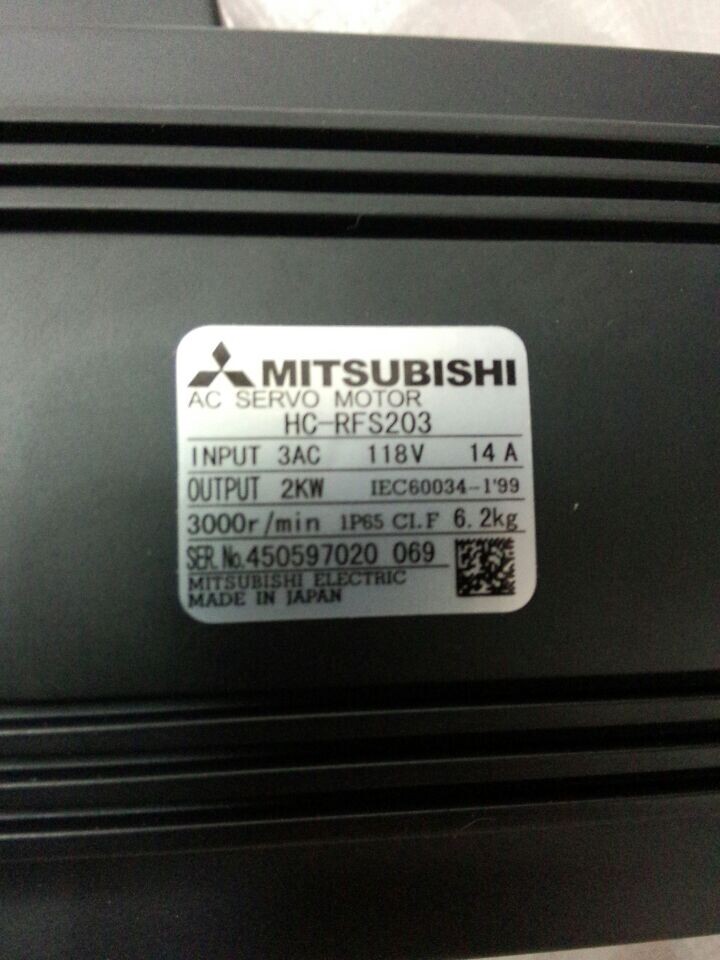 MITSUBISHI
AC SERVO MOTOR
HC-RFS203
INPUT 3AC 118V 14 A
OUTPUT 2KW IEC60034-1'99
3000r/min IP65 CI.F 6.2kg
SER.No.450597020 069
MITSUBISHI ELECTRIC
MADE IN JAPAN